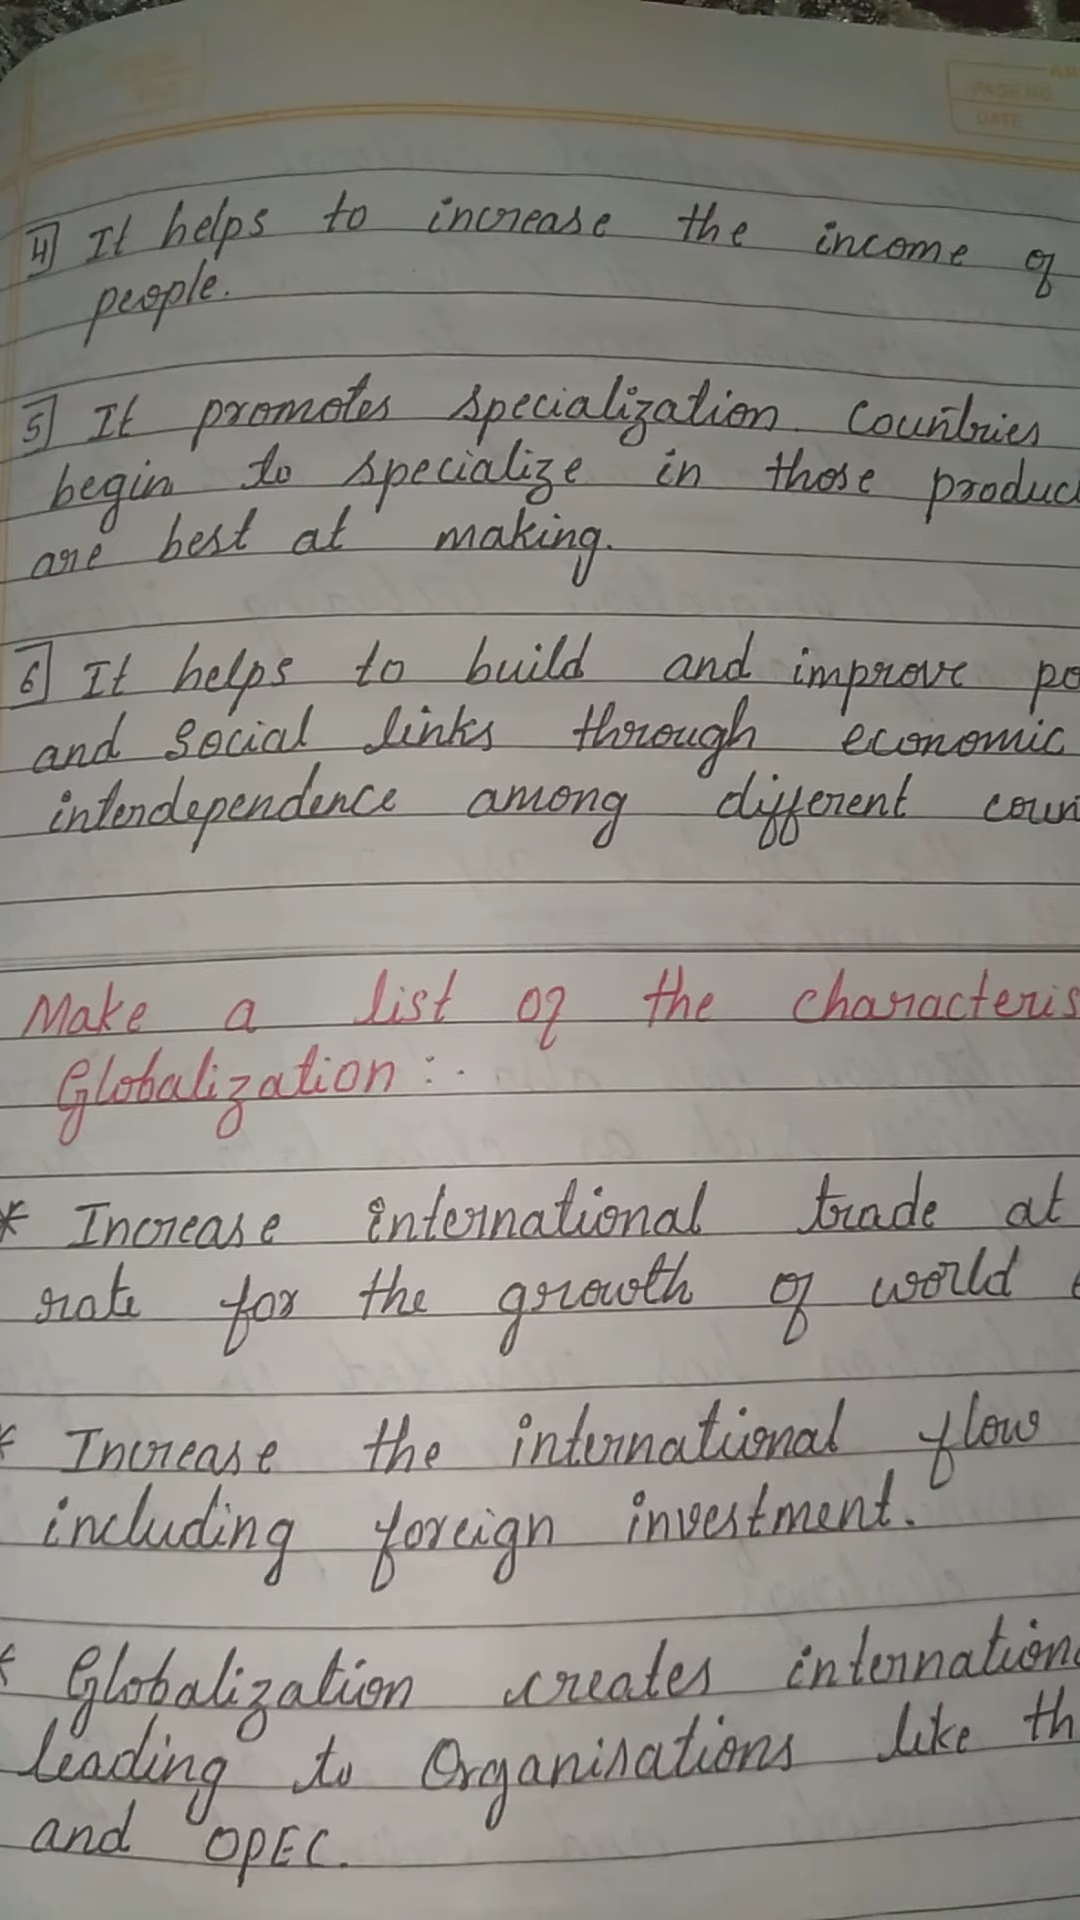 PAGE NO
DATE
4] It helps to increase the income of
people.
5] It promotes specialization. Countries
begin to specialize in those produc
are best at making.
6] It helps to build and improve po
and Social links through economic
interdependence among different coun
Make a list of the characteris
Globalization :-
* Increase international trade at
rate for the growth of world
* Increase the international flow
including foreign investment.
* Globalization creates internation
leading to Organisations like th
and OPEC.